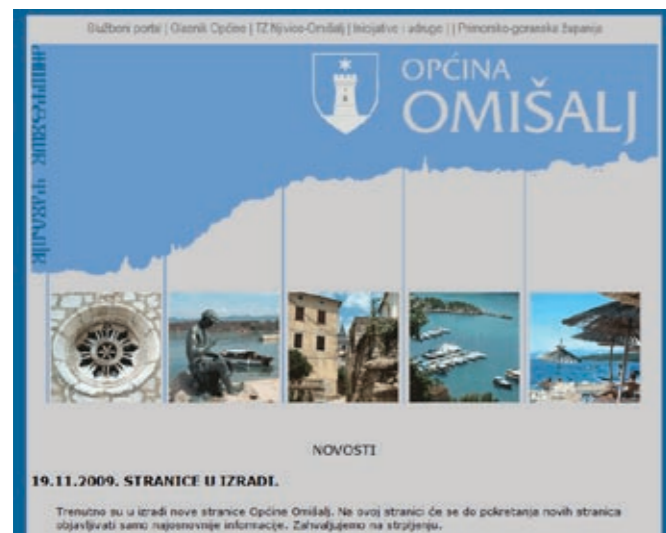 Službeni portal | Glasnik Općine | TZ Njivice-Omišalj | Inicijative i udruge | | Primorsko-goranska županija
OPĆINA
OMIŠALJ
NOVOSTI
19.11.2009. STRANICE U IZRADI.
Trenutno su u izradi nove stranice Općine Omišalj. Na ovoj stranici će se do pokretanja novih stranica
objavljivati samo najosnovnije informacije. Zahvaljujemo na strpljenju.